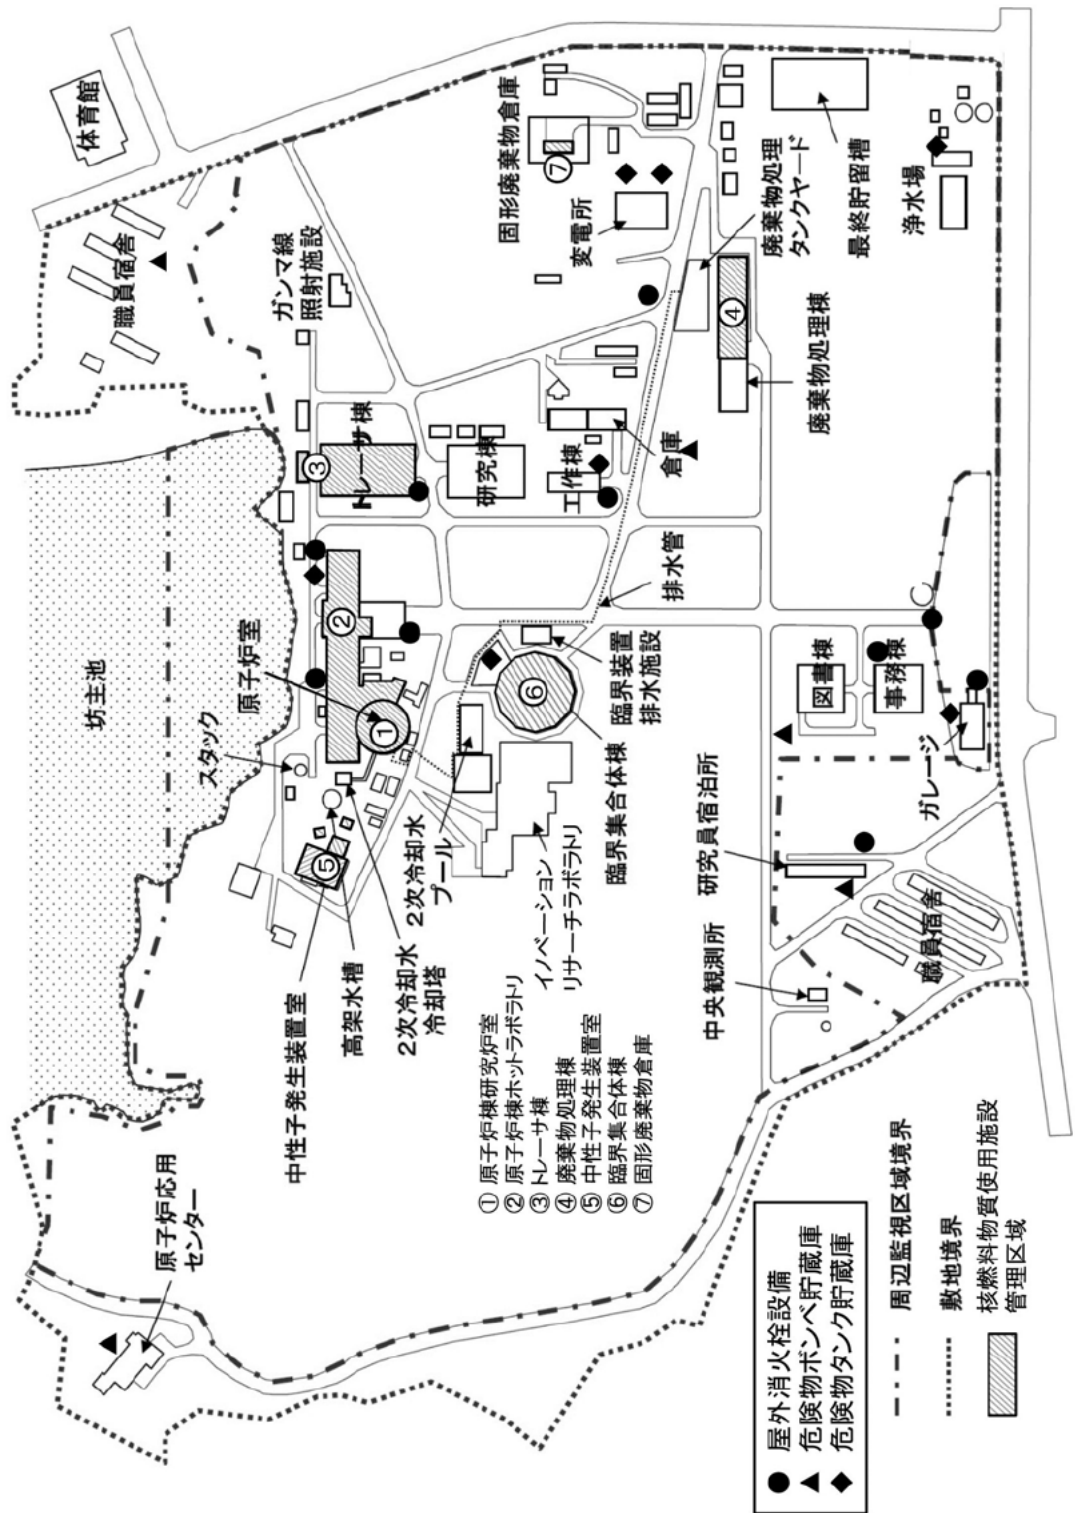 体育館
職員宿舎
ガンマ線
照射施設
固形廃棄物倉庫
⑦
変電所
廃棄物処理
タンクヤード
最終貯留槽
浄水場
④
廃棄物処理棟
③
トレーサ棟
研究棟
工作棟
倉庫
排水管
坊主池
原子炉室
②
①
スタック
⑤
中性子発生装置室
高架水槽
2次冷却水
冷却塔
2次冷却水
プール
⑥
臨界装置
排水施設
臨界集合体棟
イノベーション
リサーチラボラトリ
図書棟
事務棟
ガレージ
研究員宿泊所
中央観測所
職員宿舎
原子炉応用
センター
① 原子炉棟研究炉室
② 原子炉棟ホットラボラトリ
③ トレーサ棟
④ 廃棄物処理棟
⑤ 中性子発生装置室
⑥ 臨界集合体棟
⑦ 固形廃棄物倉庫
● 屋外消火栓設備
▲ 危険物ボンベ貯蔵庫
◆ 危険物タンク貯蔵庫
周辺監視区域境界
敷地境界
核燃料物質使用施設
管理区域